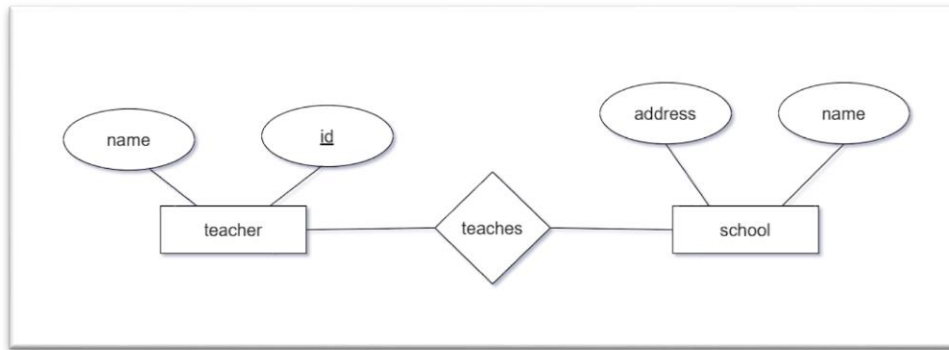 address
name
name
id
teacher
teaches
school